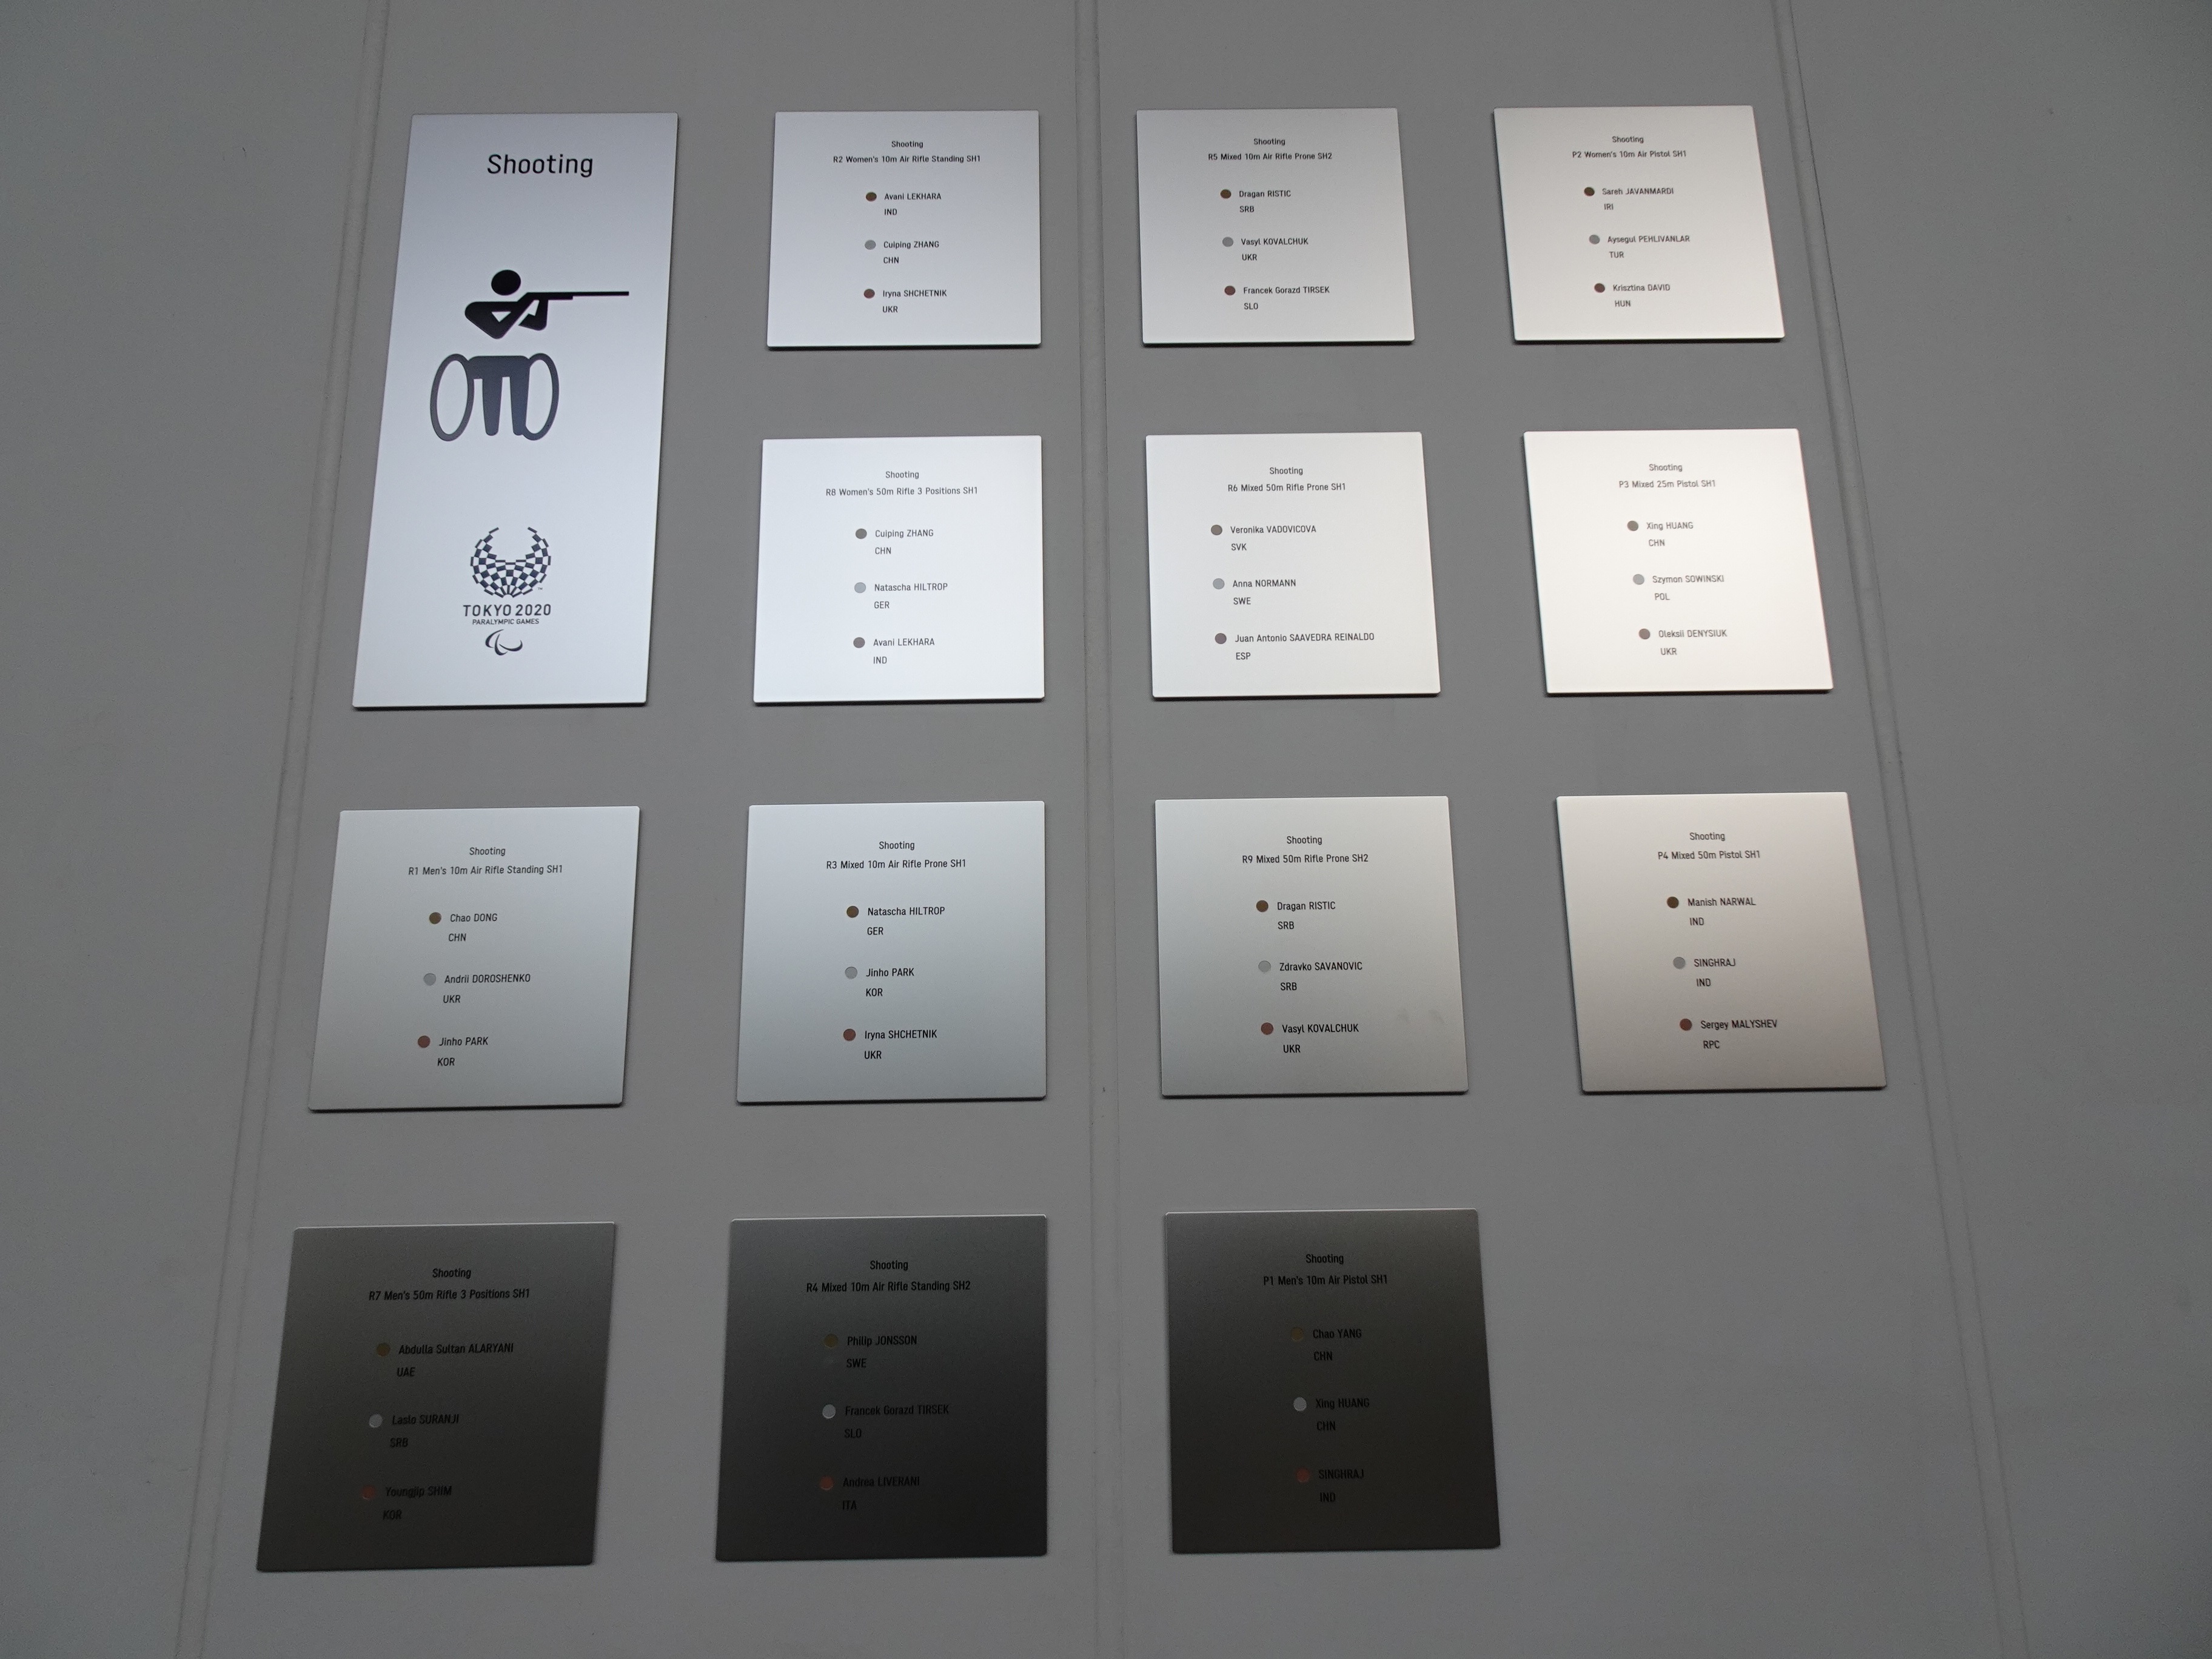 Shooting
TOKYO 2020
PARALYMPIC GAMES
Shooting
R2 Women's 10m Air Rifle Standing SH1
Avani LEKHARA
IND
Cuiping ZHANG
CHN
Iryna SHCHETNIK
UKR
Shooting
R5 Mixed 10m Air Rifle Prone SH2
Dragan RISTIC
SRB
Vasyl KOVALCHUK
UKR
Francek Gorazd TIRSEK
SLO
Shooting
P2 Women's 10m Air Pistol SH1
Sareh JAVANMARDI
IRI
Aysegul PEHLIVANLAR
TUR
Krisztina DAVID
HUN
Shooting
R8 Women's 50m Rifle 3 Positions SH1
Cuiping ZHANG
CHN
Natascha HILTROP
GER
Avani LEKHARA
IND
Shooting
R6 Mixed 50m Rifle Prone SH1
Veronika VADOVICOVA
SVK
Anna NORMANN
SWE
Juan Antonio SAAVEDRA REINALDO
ESP
Shooting
P3 Mixed 25m Pistol SH1
Xing HUANG
CHN
Szymon SOWINSKI
POL
Oleksii DENYSIUK
UKR
Shooting
R1 Men's 10m Air Rifle Standing SH1
Chao DONG
CHN
Andrii DOROSHENKO
UKR
Jinho PARK
KOR
Shooting
R3 Mixed 10m Air Rifle Prone SH1
Natascha HILTROP
GER
Jinho PARK
KOR
Iryna SHCHETNIK
UKR
Shooting
R9 Mixed 50m Rifle Prone SH2
Dragan RISTIC
SRB
Zdravko SAVANOVIC
SRB
Vasyl KOVALCHUK
UKR
Shooting
P4 Mixed 50m Pistol SH1
Manish NARWAL
IND
SINGHRAJ
IND
Sergey MALYSHEV
RPC
Shooting
R7 Men's 50m Rifle 3 Positions SH1
Abdulla Sultan ALARYANI
UAE
Laslo SURANJI
SRB
Youngjip SHIM
KOR
Shooting
R4 Mixed 10m Air Rifle Standing SH2
Philip JONSSON
SWE
Francek Gorazd TIRSEK
SLO
Andrea LIVERANI
ITA
Shooting
P1 Men's 10m Air Pistol SH1
Chao YANG
CHN
Xing HUANG
CHN
SINGHRAJ
IND